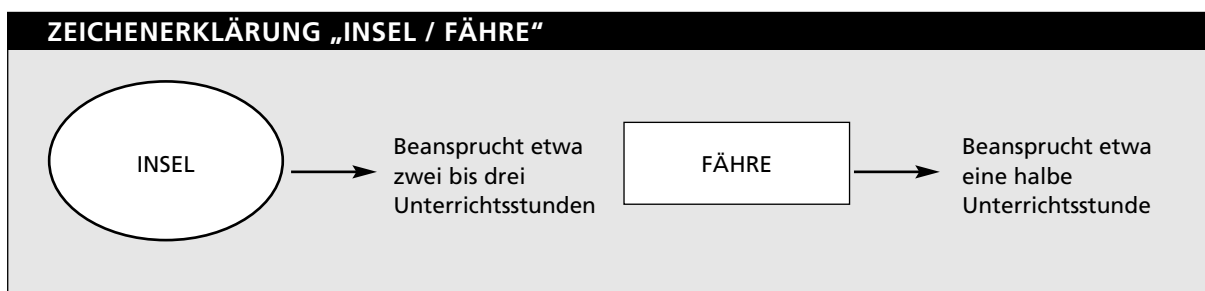 ZEICHENERKLÄRUNG „INSEL / FÄHRE“
INSEL
Beansprucht etwa
zwei bis drei
Unterrichtsstunden
FÄHRE
Beansprucht etwa
eine halbe
Unterrichtsstunde